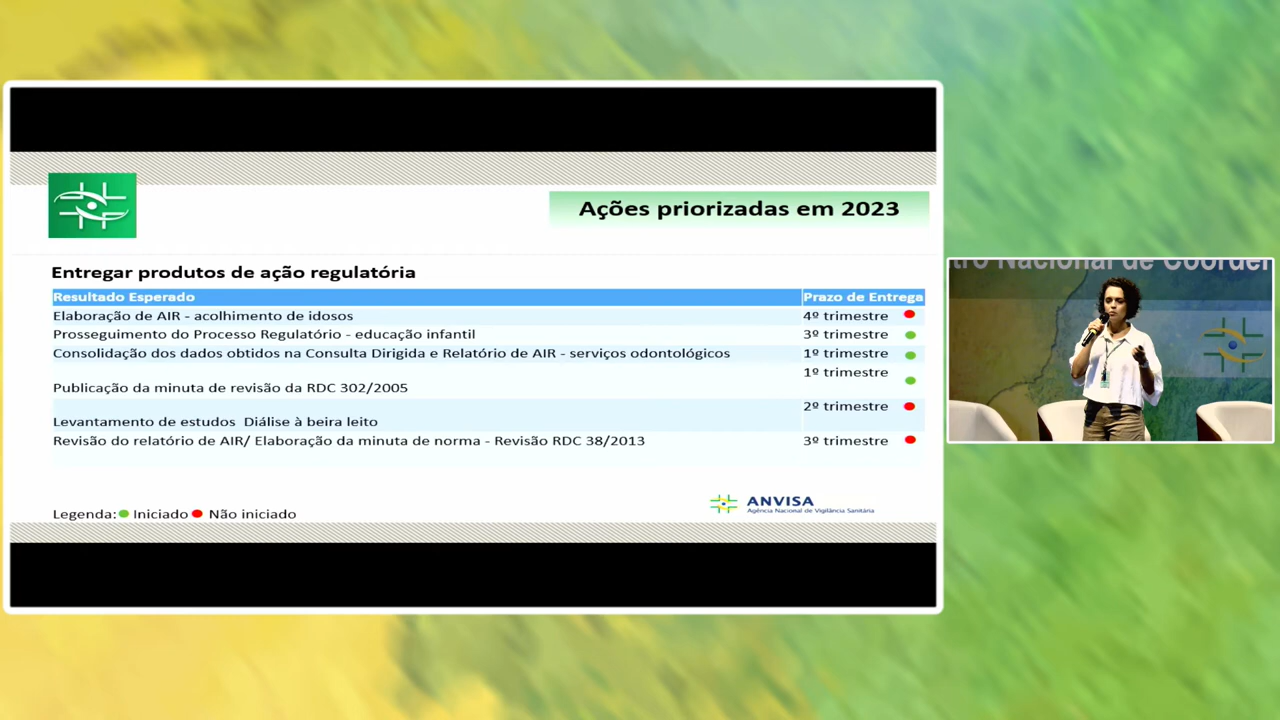 Ações priorizadas em 2023
Entregar produtos de ação regulatória
Resultado Esperado Prazo de Entrega
Elaboração de AIR - acolhimento de idosos 4º trimestre
Prosseguimento do Processo Regulatório - educação infantil 3º trimestre
Consolidação dos dados obtidos na Consulta Dirigida e Relatório de AIR - serviços odontológicos 1º trimestre
Publicação da minuta de revisão da RDC 302/2005 1º trimestre
Levantamento de estudos Diálise à beira leito 2º trimestre
Revisão do relatório de AIR/ Elaboração da minuta de norma - Revisão RDC 38/2013 3º trimestre
Legenda: Iniciado Não iniciado
ANVISA
Agência Nacional de Vigilância Sanitária
tro Nacional de Coorden